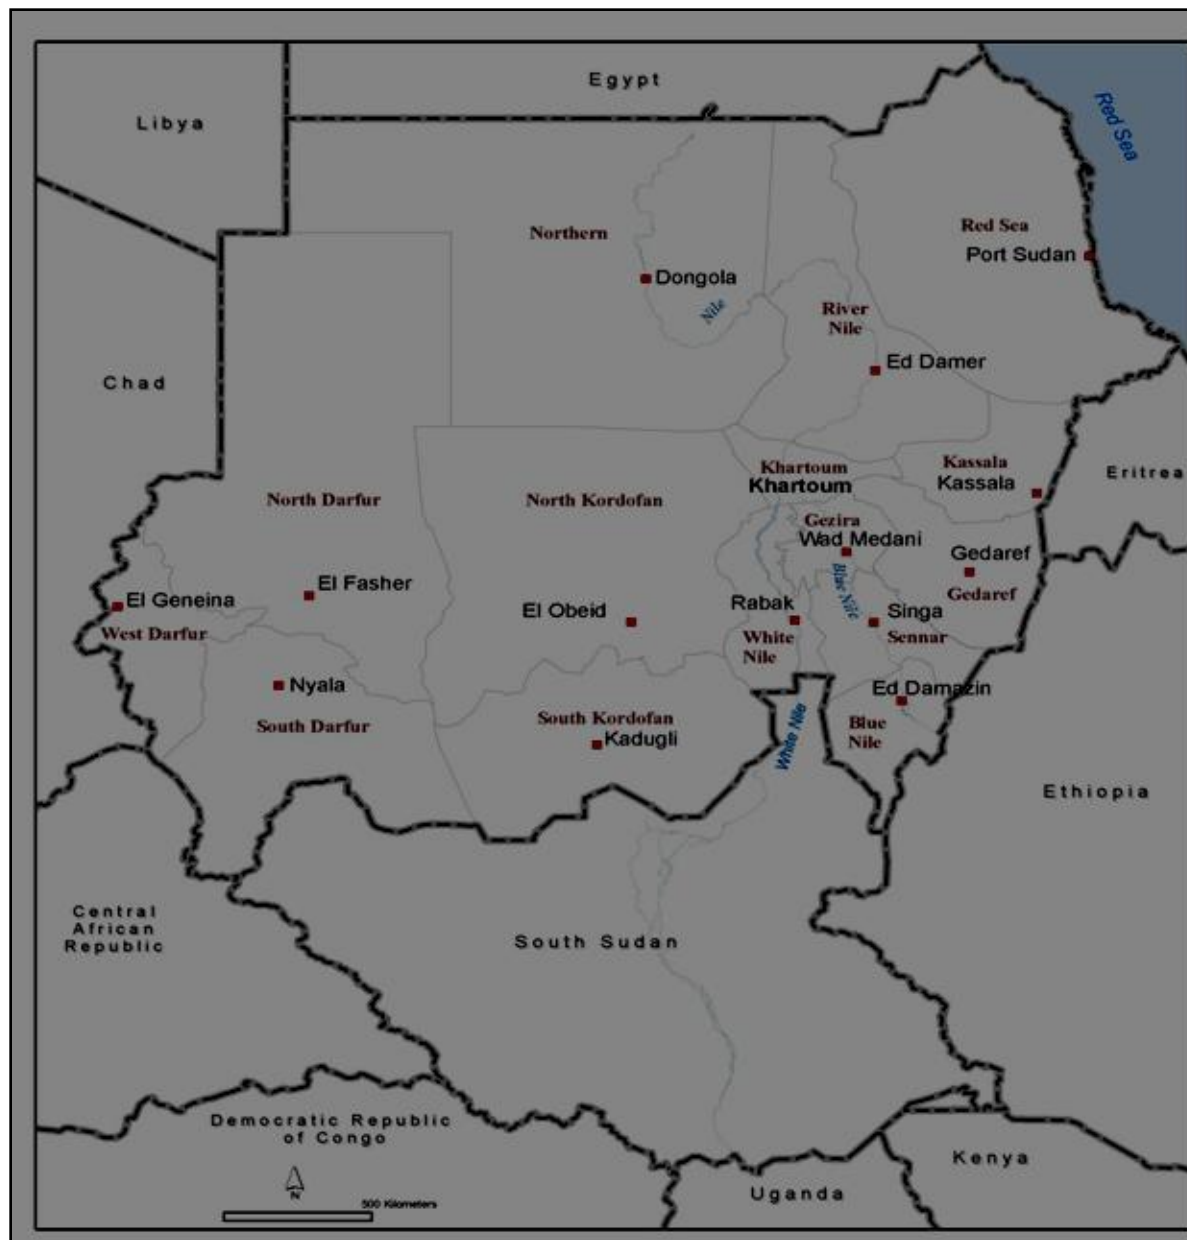 Egypt
Libya
Red Sea
Northern
Red Sea
Port Sudan
Dongola
Nile
River
Nile
Ed Damer
Chad
Khartoum
Khartoum
Kassala
Kassala
Eritrea
North Darfur
North Kordofan
Gezira
Wad Medani
Gedaref
Gedaref
El Fasher
El Geneina
West Darfur
El Obeid
Rabak
White
Nile
Blue Nile
Singa
Sennar
Nyala
South Darfur
South Kordofan
Kadugli
White Nile
Ed Damazin
Blue
Nile
Ethiopia
Central
African
Republic
South Sudan
Democratic Republic
of Congo
Kenya
Uganda
N
500 Kilometers